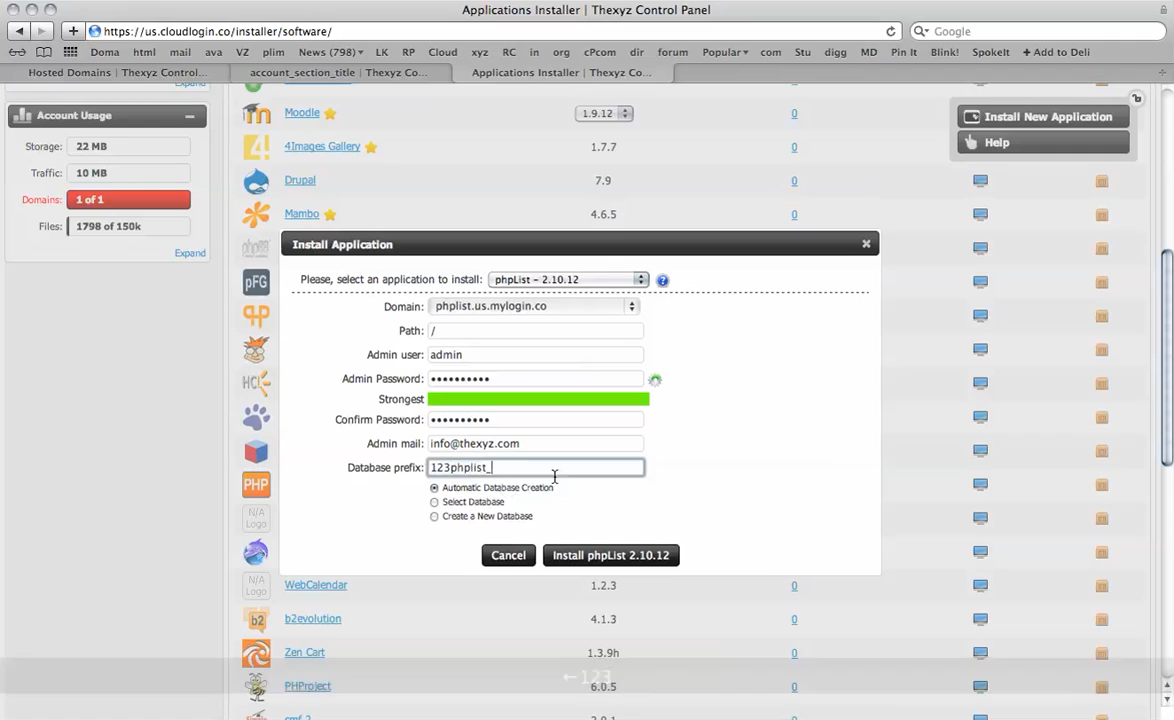 Applications Installer | Thexyz Control Panel
https://us.cloudlogin.co/installer/software/
Google
Doma html mail ava VZ plim News (798) LK RP Cloud xyz RC in org cPcom dir forum Popular com Stu digg MD Pin It Blink! SpokeIt + Add to Deli
Hosted Domains | Thexyz Control...
account_section_title | Thexyz Co...
Applications Installer | Thexyz Co...
Expand
Account Usage
Storage: 22 MB
Traffic: 10 MB
Domains: 1 of 1
Files: 1798 of 150k
Expand
Moodle 1.9.12 0
4Images Gallery 1.7.7 0
Drupal 7.9 0
Mambo 4.6.5 0
Install New Application
Help
Install Application
Please, select an application to install: phpList - 2.10.12
Domain: phplist.us.mylogin.co
Path: /
Admin user: admin
Admin Password: ••••••••••
Strongest
Confirm Password: ••••••••••
Admin mail: info@thexyz.com
Database prefix: 123phplist_
Automatic Database Creation
Select Database
Create a New Database
Cancel
Install phpList 2.10.12
pFG
HC!
PHP
N/A
Logo
N/A
Logo
WebCalendar 1.2.3 0
b2
b2evolution 4.1.3 0
Zen Cart 1.3.9h 0
←123
PHProject 6.0.5 0